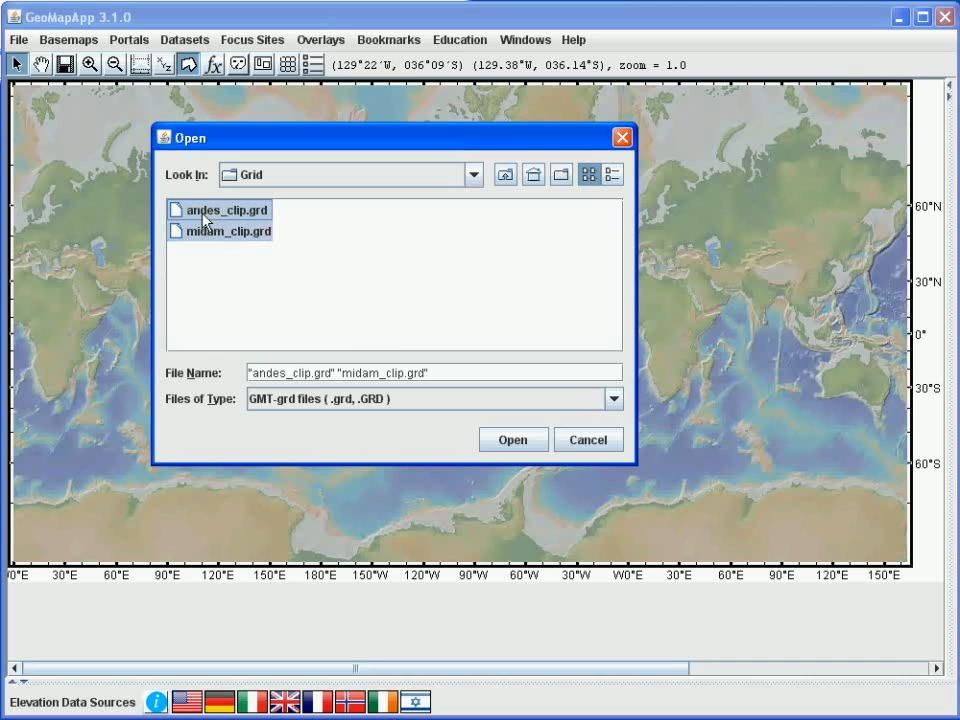 GeoMapApp 3.1.0
File Basemaps Portals Datasets Focus Sites Overlays Bookmarks Education Windows Help
(129°22´W, 036°09´S) (129.38°W, 036.14°S), zoom = 1.0
Open
Look In: Grid
andes_clip.grd
midam_clip.grd
File Name: "andes_clip.grd" "midam_clip.grd"
Files of Type: GMT-grd files ( .grd, .GRD )
Open Cancel
60°N
30°N
0°
30°S
60°S
0°E 30°E 60°E 90°E 120°E 150°E 180°E 150°W 120°W 90°W 60°W 30°W W0°E 30°E 60°E 90°E 120°E 150°E
Elevation Data Sources